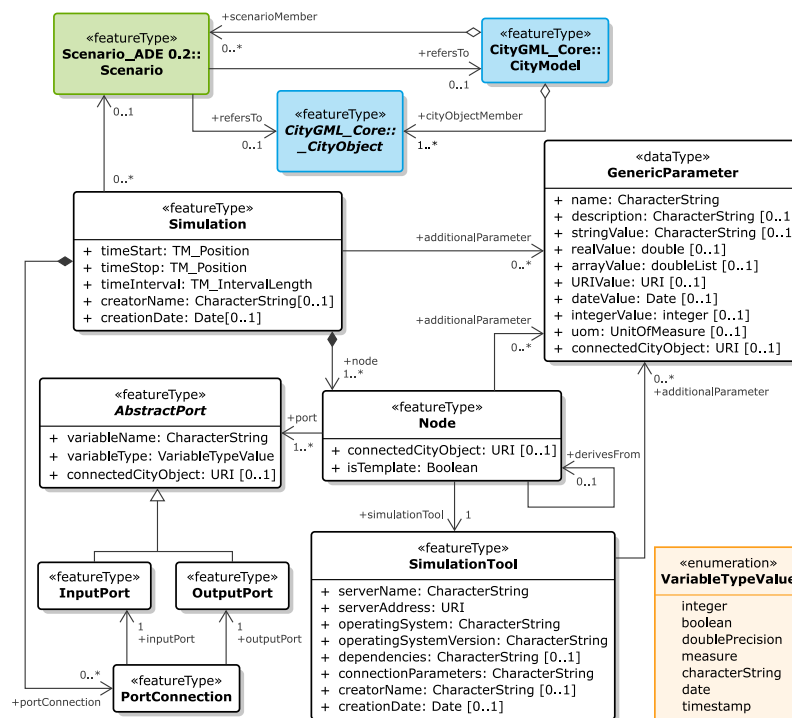 +scenarioMember
«featureType»
Scenario_ADE 0.2::
Scenario
0..*
«featureType»
CityGML_Core::
CityModel
+refersTo
0..1
0..1
+refersTo
0..1
«featureType»
CityGML_Core::
_CityObject
+cityObjectMember
1..*
0..*
«featureType»
Simulation
+ timeStart: TM_Position
+ timeStop: TM_Position
+ timeInterval: TM_IntervalLength
+ creatorName: CharacterString[0..1]
+ creationDate: Date[0..1]
«dataType»
GenericParameter
+ name: CharacterString
+ description: CharacterString [0..1
+ stringValue: CharacterString [0..1
+ realValue: double [0..1]
+ arrayValue: doubleList [0..1]
+ URIValue: URI [0..1]
+ dateValue: Date [0..1]
+ integerValue: integer [0..1]
+ uom: UnitOfMeasure [0..1]
+ connectedCityObject: URI [0..1]
+additionalParameter
0..*
+additionalParameter
0..*
+node
1..*
0..*
+additionalParameter
«featureType»
AbstractPort
+ variableName: CharacterString
+ variableType: VariableTypeValue
+ connectedCityObject: URI [0..1]
+port
1..*
«featureType»
Node
+ connectedCityObject: URI [0..1]
+ isTemplate: Boolean
+derivesFrom
0..1
+simulationTool
1
«featureType»
InputPort
«featureType»
OutputPort
1
+inputPort
1
+outputPort
0..*
+portConnection
«featureType»
PortConnection
«featureType»
SimulationTool
+ serverName: CharacterString
+ serverAddress: URI
+ operatingSystem: CharacterString
+ operatingSystemVersion: CharacterString
+ dependencies: CharacterString [0..1]
+ connectionParameters: CharacterString
+ creatorName: CharacterString [0..1]
+ creationDate: Date [0..1]
«enumeration»
VariableTypeValue
integer
boolean
doublePrecision
measure
characterString
date
timestamp